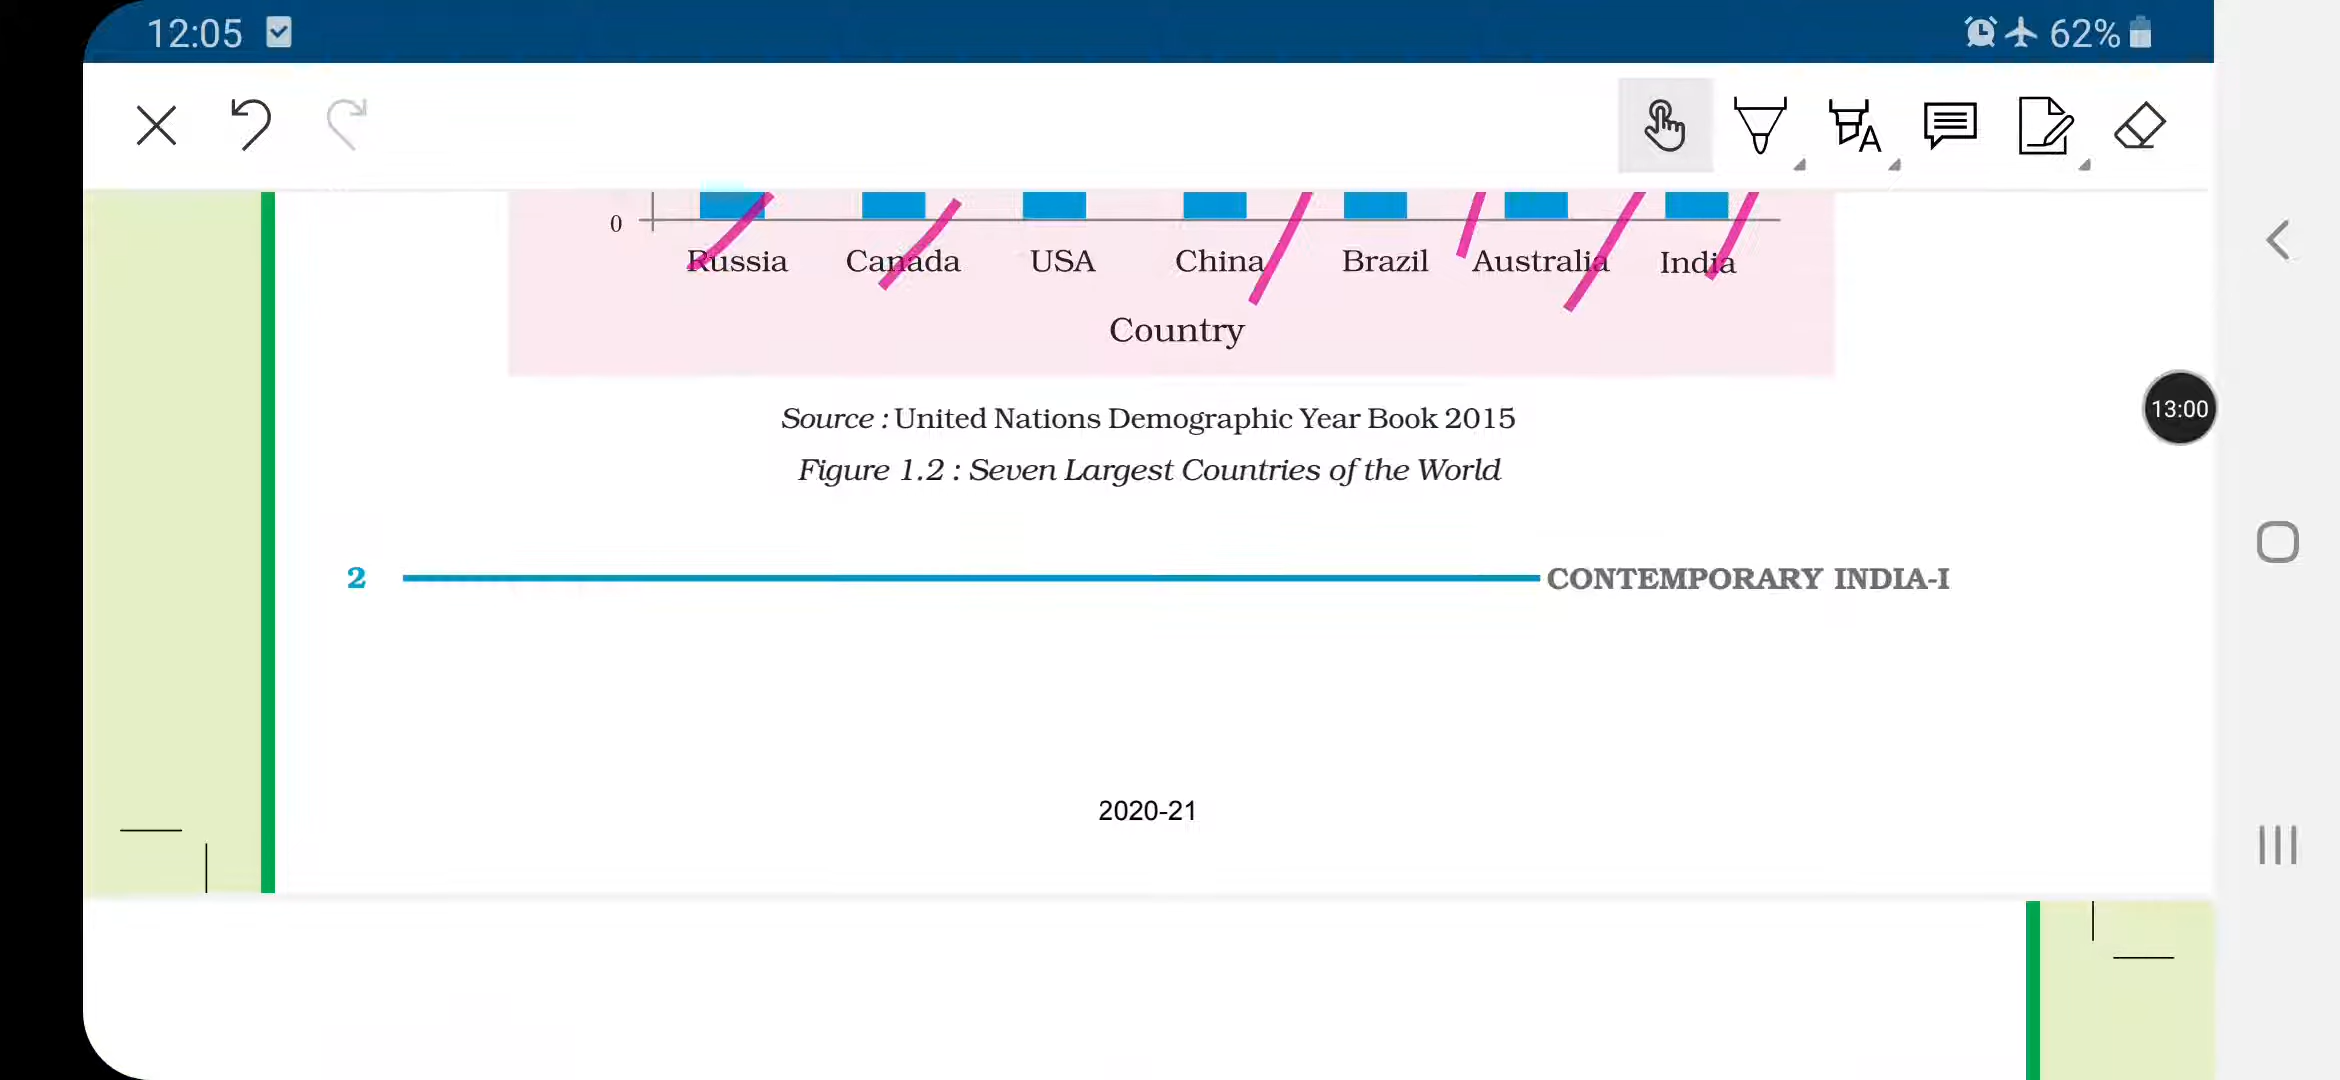 12:05
62%
0
Russia Canada USA China Brazil Australia India
Country
13:00
Source : United Nations Demographic Year Book 2015
Figure 1.2 : Seven Largest Countries of the World
2 CONTEMPORARY INDIA-I
2020-21